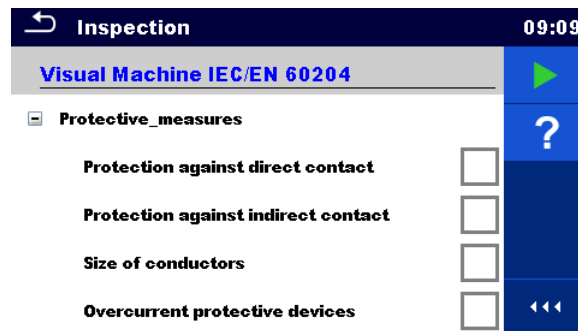 Inspection 09:09
Visual Machine IEC/EN 60204
Protective_measures
?
Protection against direct contact
Protection against indirect contact
Size of conductors
Overcurrent protective devices